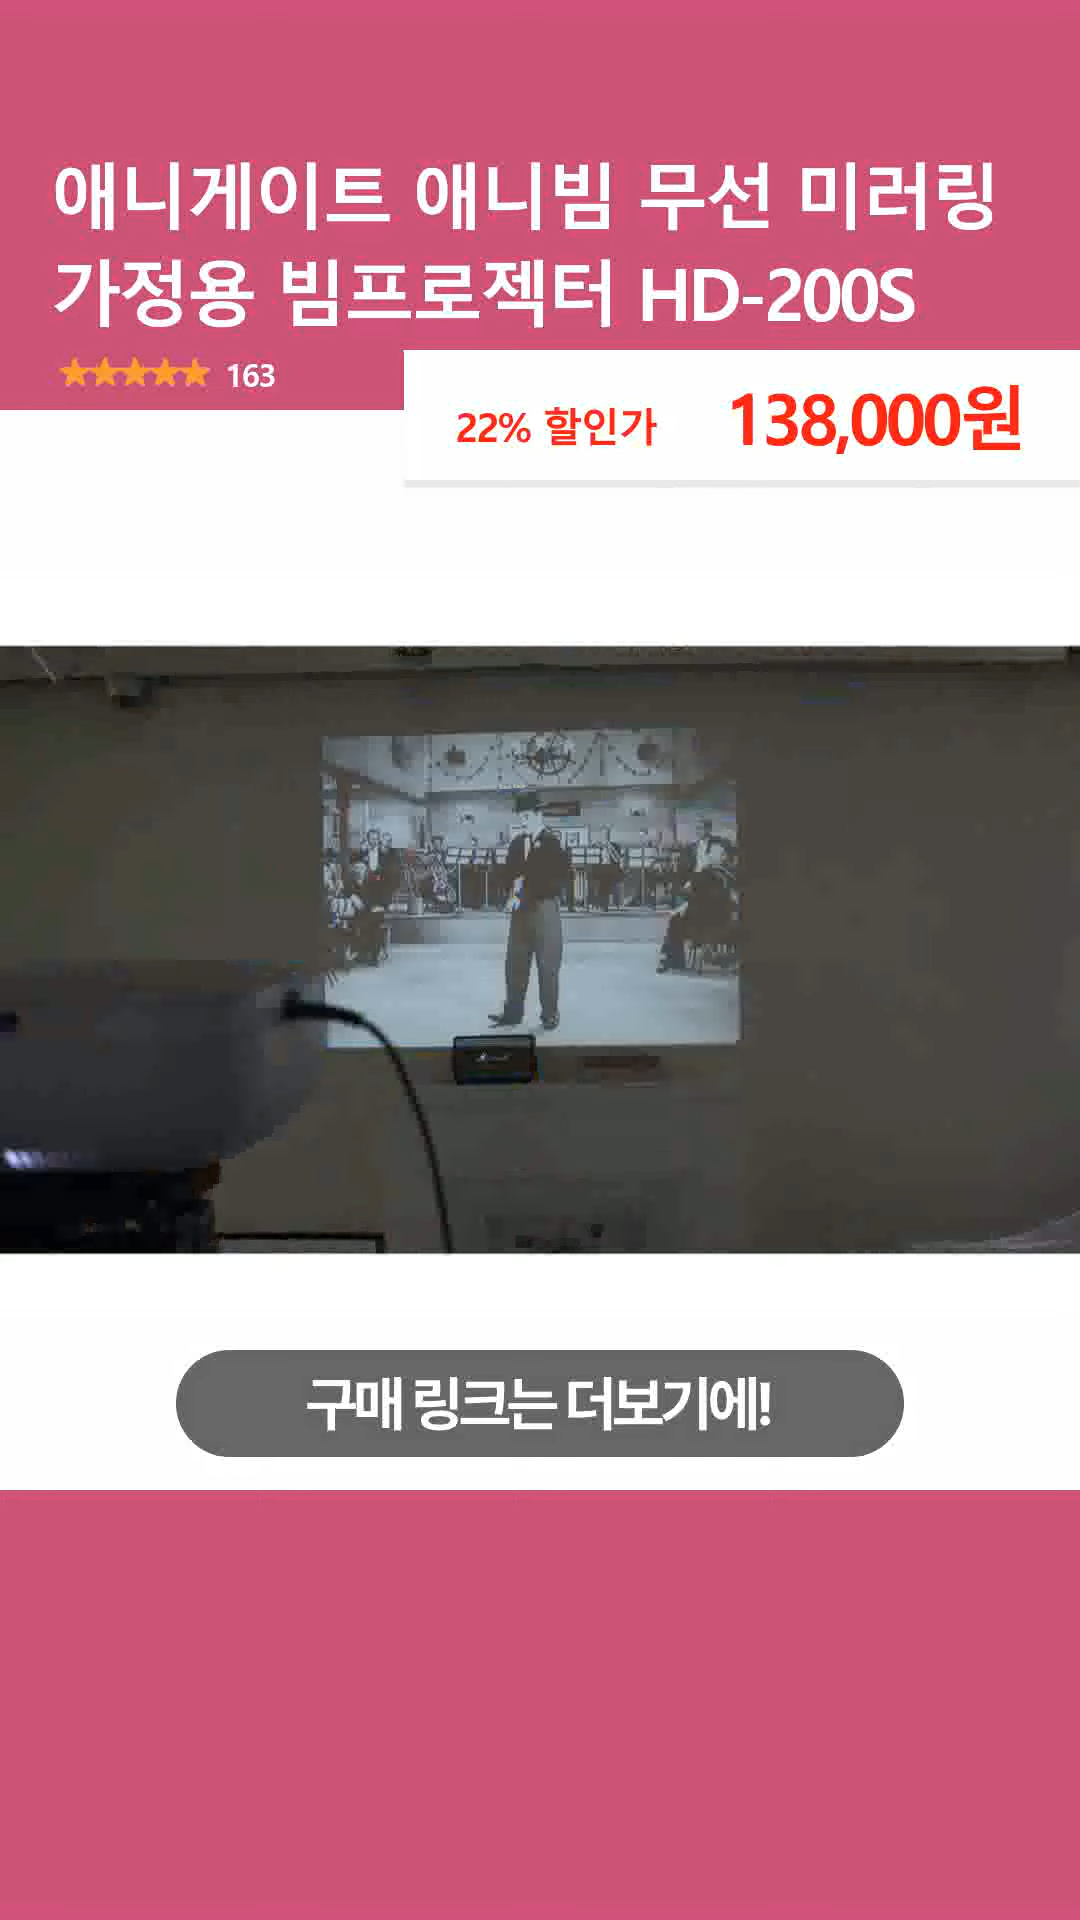 애니게이트 애니빔 무선 미러링
가정용 빔프로젝터 HD-200S
163
22% 할인가 138,000원
구매 링크는 더보기에!